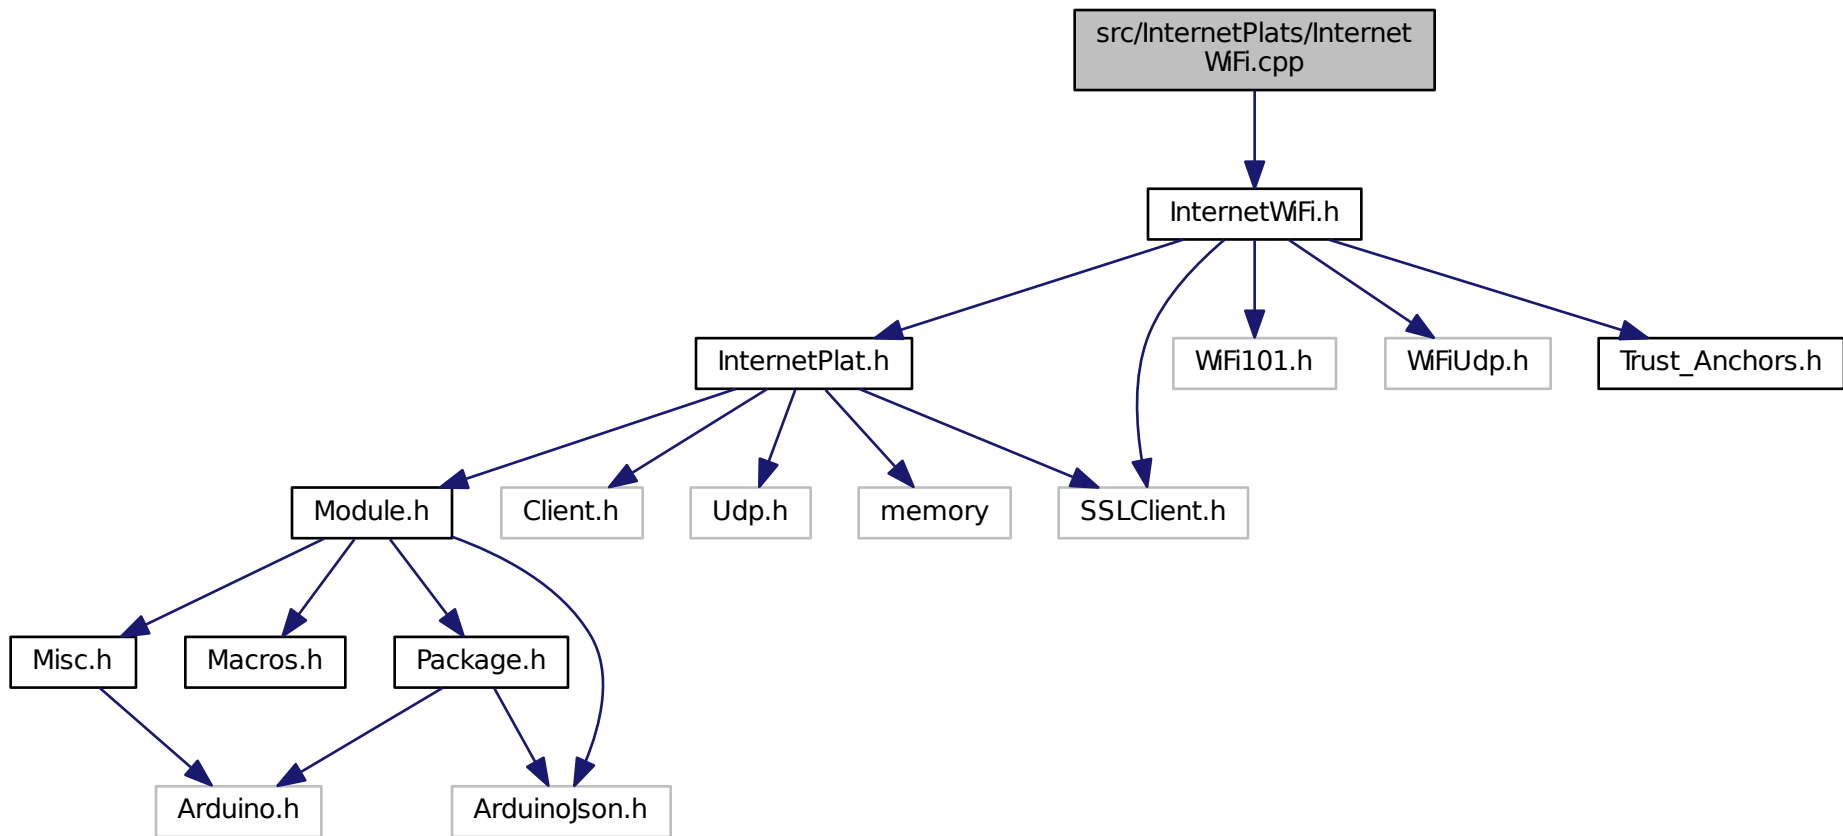 src/InternetPlats/Internet
WiFi.cpp
InternetWiFi.h
InternetPlat.h
WiFi101.h
WiFiUdp.h
Trust_Anchors.h
Module.h
Client.h
Udp.h
memory
SSLClient.h
Misc.h
Macros.h
Package.h
Arduino.h
ArduinoJson.h